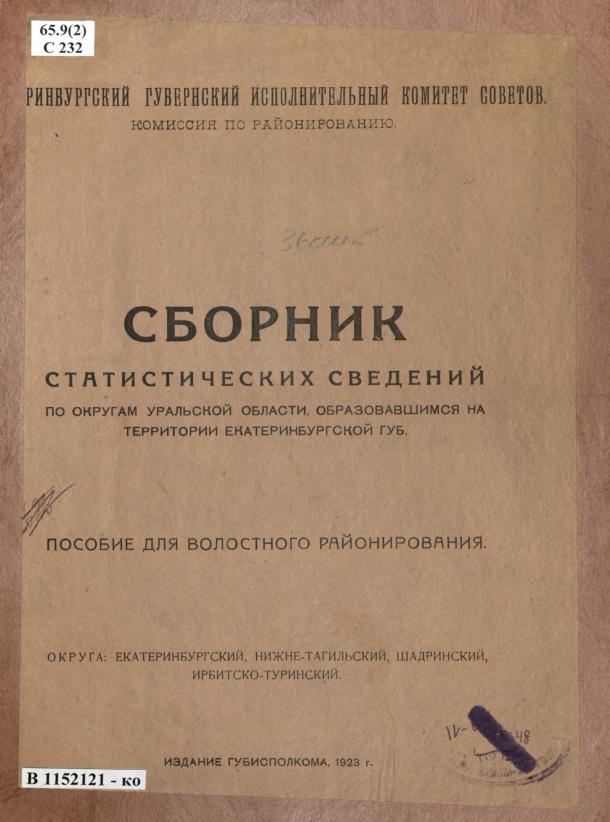 65.9(2)
С 232
РИНБУРГСКИЙ ГУБЕРНСКИЙ ИСПОЛНИТЕЛЬНЫЙ КОМИТЕТ СОВЕТОВ.
КОМИССИЯ ПО РАЙОНИРОВАНИЮ.
СБОРНИК
СТАТИСТИЧЕСКИХ СВЕДЕНИЙ
ПО ОКРУГАМ УРАЛЬСКОЙ ОБЛАСТИ, ОБРАЗОВАВШИМСЯ НА
ТЕРРИТОРИИ ЕКАТЕРИНБУРГСКОЙ ГУБ.
ПОСОБИЕ ДЛЯ ВОЛОСТНОГО РАЙОНИРОВАНИЯ.
ОКРУГА: ЕКАТЕРИНБУРГСКИЙ, НИЖНЕ-ТАГИЛЬСКИЙ, ШАДРИНСКИЙ,
ИРБИТСКО-ТУРИНСКИЙ.
ИЗДАНИЕ ГУБИСПОЛКОМА, 1923 г.
В 1152121 - ко